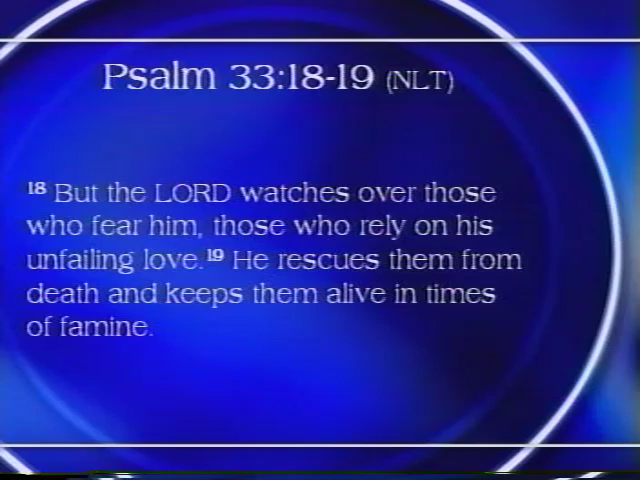 Psalm 33:18-19 (NLT)
18 But the LORD watches over those
who fear him, those who rely on his
unfailing love.19 He rescues them from
death and keeps them alive in times
of famine.